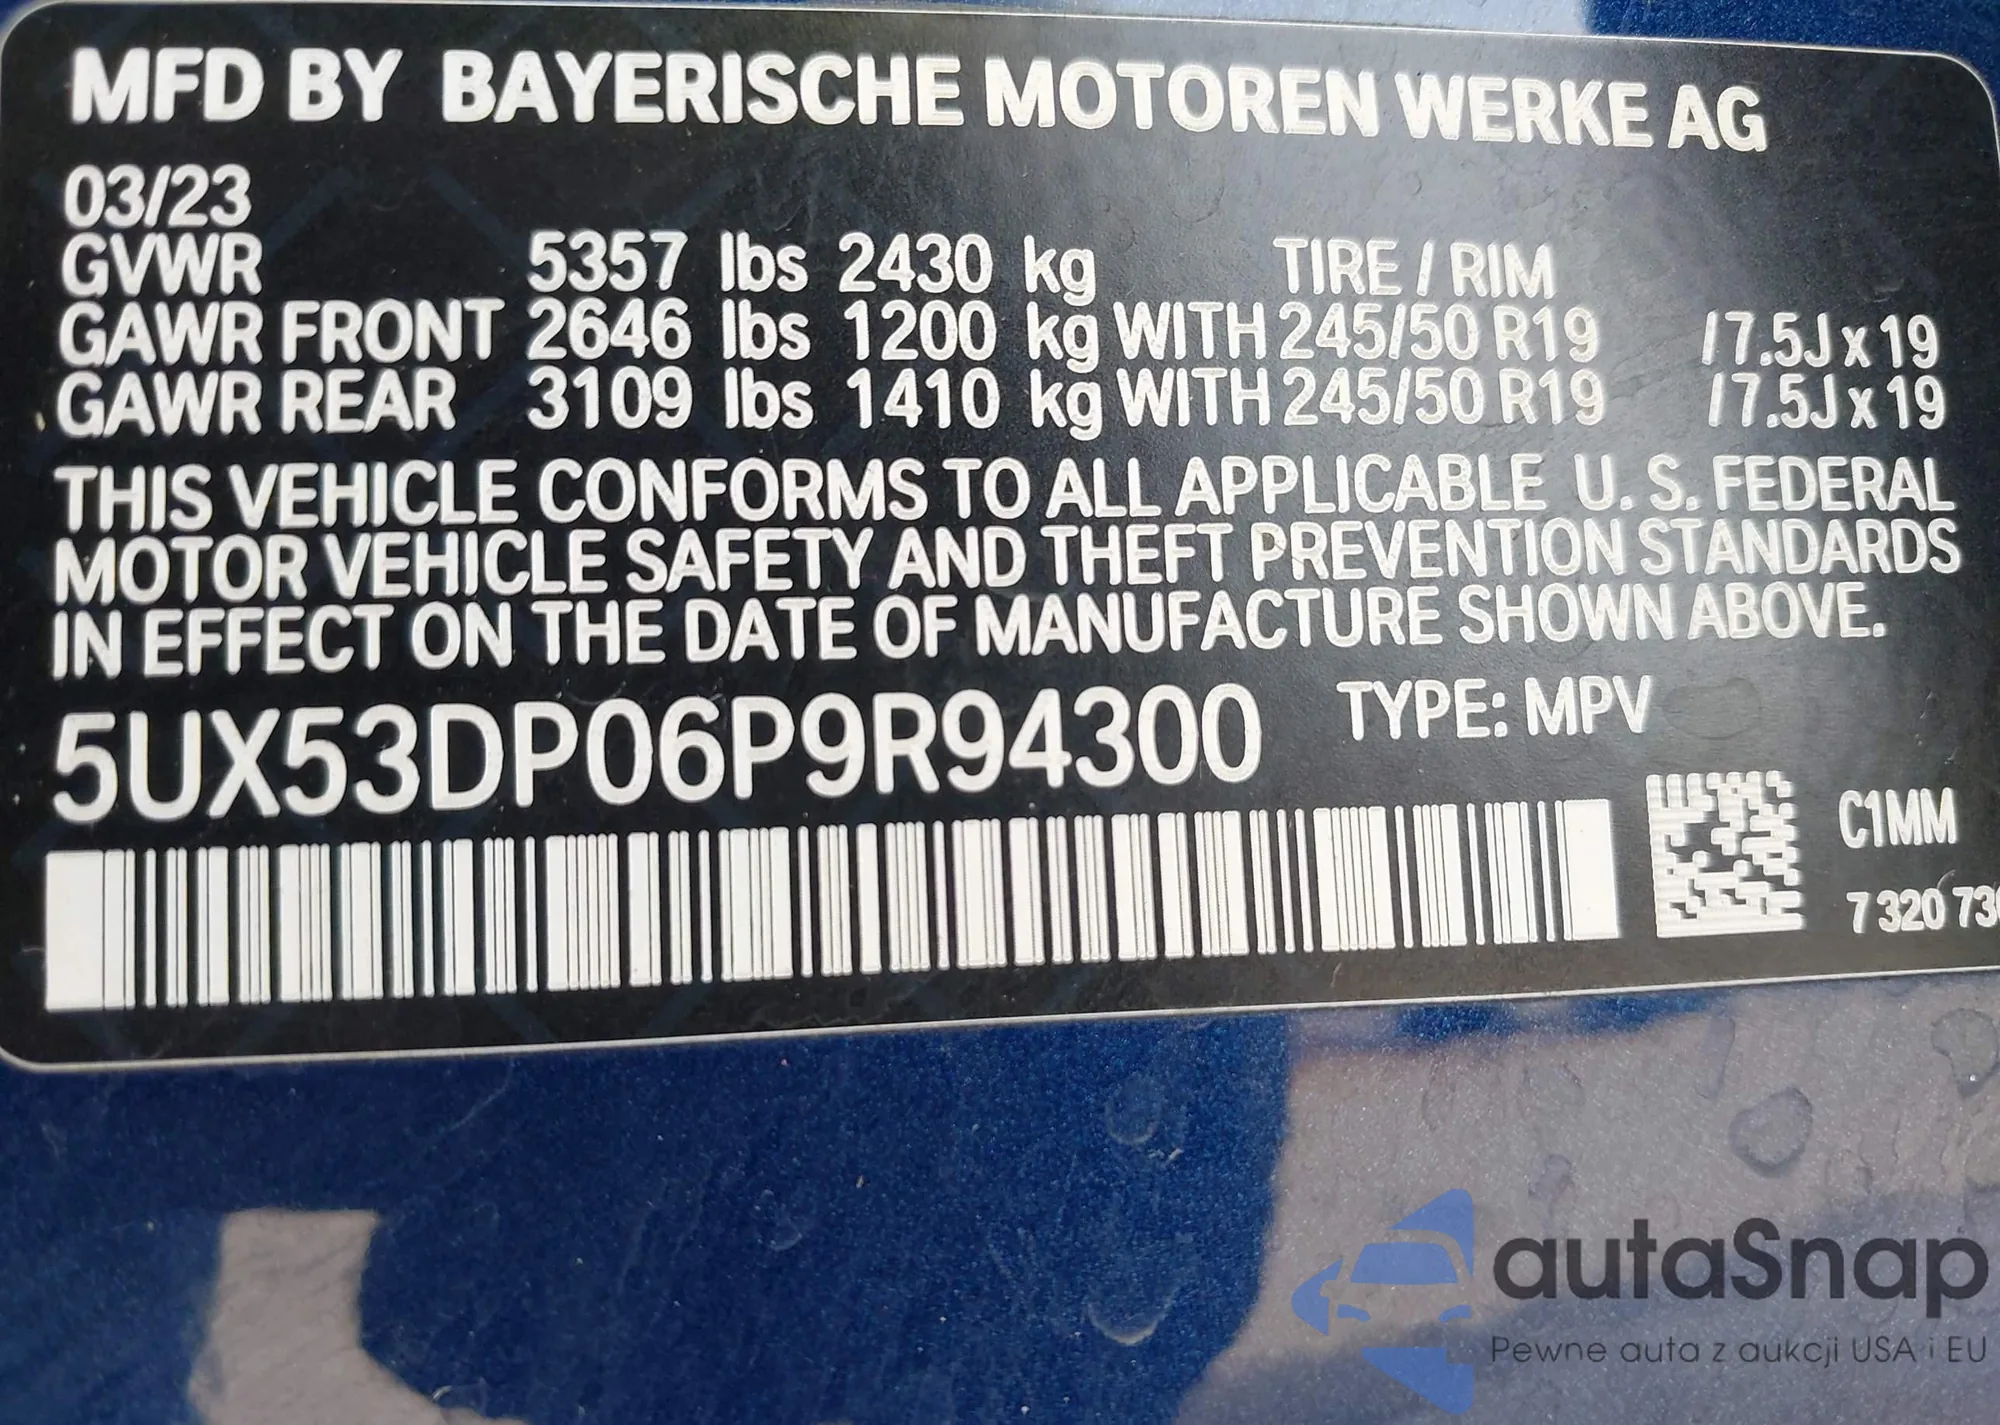 MFD BY BAYERISCHE MOTOREN WERKE AG
03/23
GVWR 5357 lbs 2430 kg TIRE / RIM
GAWR FRONT 2646 lbs 1200 kg WITH 245/50 R19 / 7.5J x 19
GAWR REAR 3109 lbs 1410 kg WITH 245/50 R19 / 7.5J x 19
THIS VEHICLE CONFORMS TO ALL APPLICABLE U. S. FEDERAL
MOTOR VEHICLE SAFETY AND THEFT PREVENTION STANDARDS
IN EFFECT ON THE DATE OF MANUFACTURE SHOWN ABOVE.
5UX53DP06P9R94300 TYPE: MPV
C1MM
7 320
autaSnap
Pewne auta z aukcji USA i EU